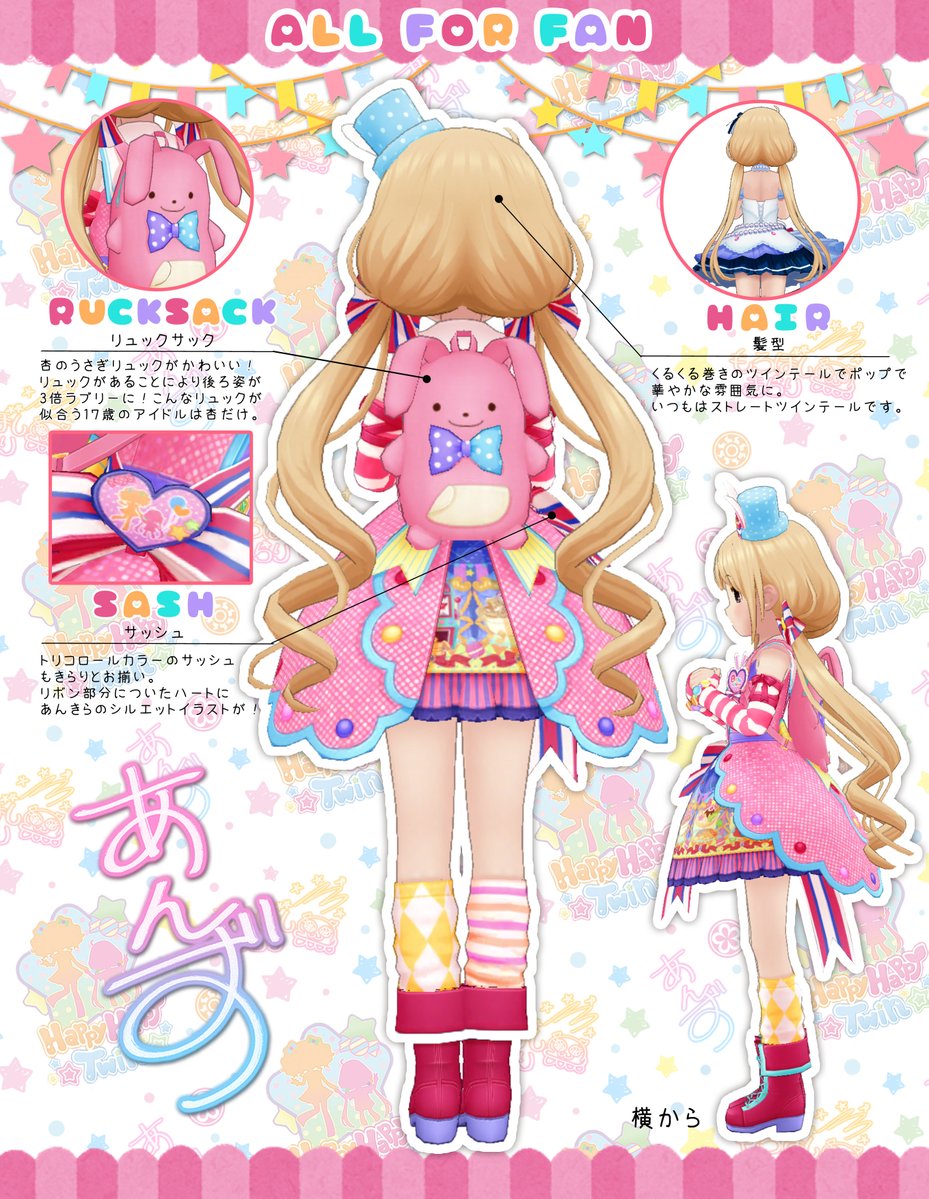 ALL FOR FAN
RUCKSACK
リュックサック
杏のうさぎリュックがかわいい！
リュックがあることにより後ろ姿が
3倍ラブリーに！こんなリュックが
似合う17歳のアイドルは杏だけ。
HAIR
髪型
くるくる巻きのツインテールでポップで
華やかな雰囲気に。
いつもはストレートツインテールです。
SASH
サッシュ
トリコロールカラーのサッシュ
もきらりとお揃い。
リボン部分についたハートに
あんきらのシルエットイラストが！
あんず
横から
HappyHappy
Twin